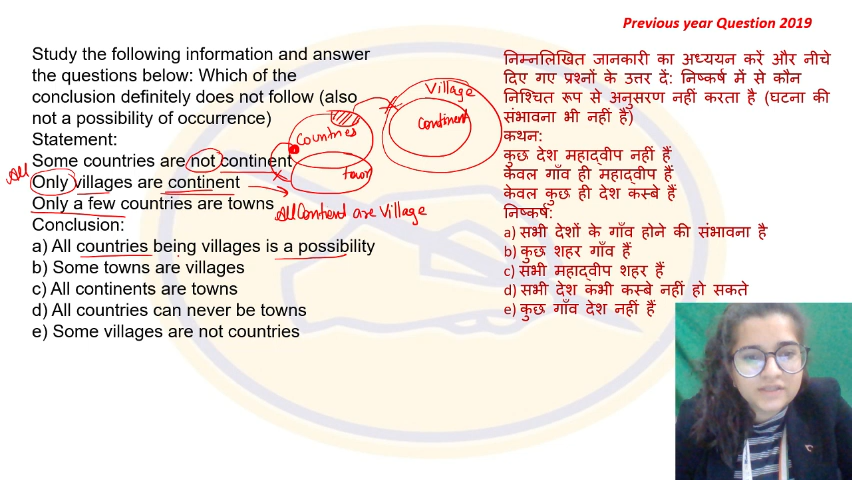 Previous year Question 2019
Study the following information and answer
the questions below: Which of the
conclusion definitely does not follow (also
not a possibility of occurrence)
Statement:
Some countries are not continent
All
Only villages are continent
Only a few countries are towns
Conclusion:
a) All countries being villages is a possibility
b) Some towns are villages
c) All continents are towns
d) All countries can never be towns
e) Some villages are not countries
Countries
town
Village
Continent
All Continent are Village
निम्नलिखित जानकारी का अध्ययन करें और नीचे
दिए गए प्रश्नों के उत्तर दें: निष्कर्ष में से कौन
निश्चित रूप से अनुसरण नहीं करता है (घटना की
संभावना भी नहीं है)
कथन:
कुछ देश महाद्वीप नहीं हैं
केवल गाँव ही महाद्वीप हैं
केवल कुछ ही देश कस्बे हैं
निष्कर्ष:
a) सभी देशों के गाँव होने की संभावना है
b) कुछ शहर गाँव हैं
c) सभी महाद्वीप शहर हैं
d) सभी देश कभी कस्बे नहीं हो सकते
e) कुछ गाँव देश नहीं हैं